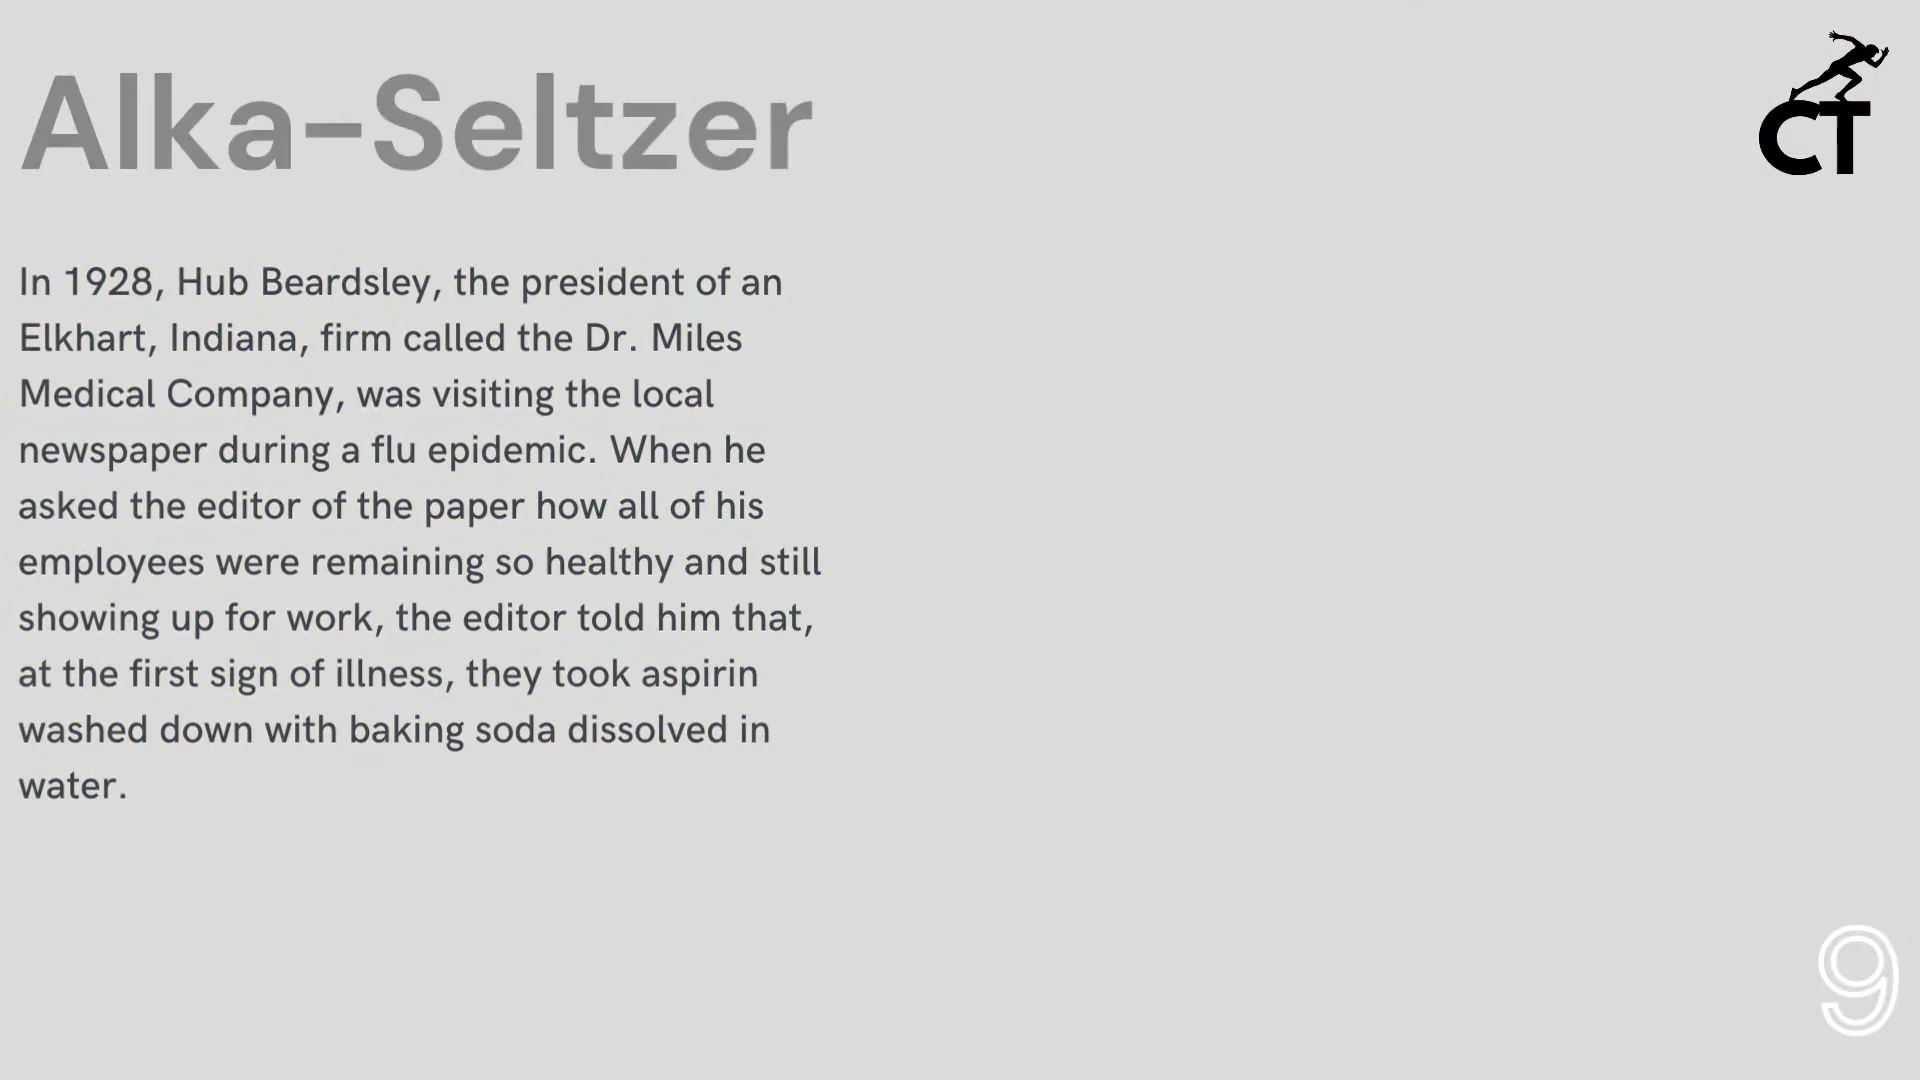 Alka-Seltzer
CT
In 1928, Hub Beardsley, the president of an
Elkhart, Indiana, firm called the Dr. Miles
Medical Company, was visiting the local
newspaper during a flu epidemic. When he
asked the editor of the paper how all of his
employees were remaining so healthy and still
showing up for work, the editor told him that,
at the first sign of illness, they took aspirin
washed down with baking soda dissolved in
water.
9